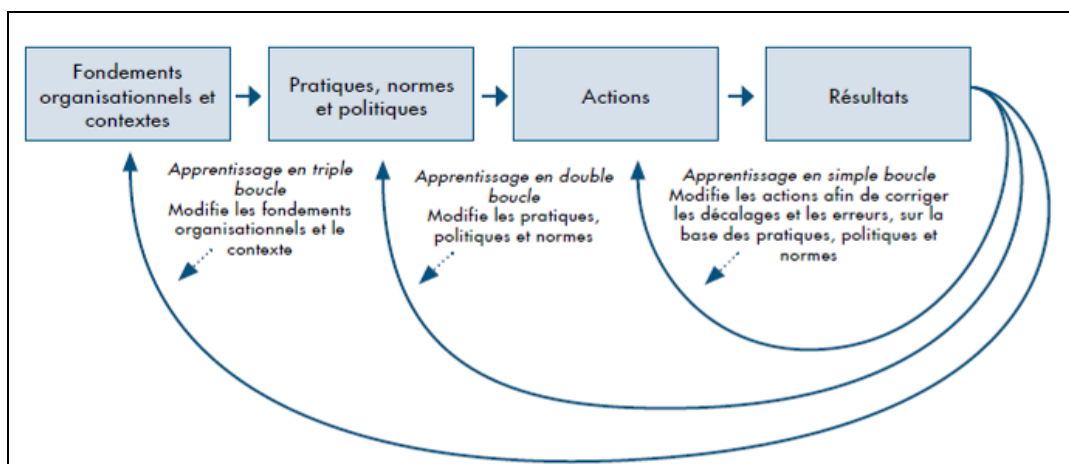 Fondements
organisationnels et
contextes
Pratiques, normes
et politiques
Actions
Résultats
Apprentissage en triple
boucle
Modifie les fondements
organisationnels et le
contexte
Apprentissage en double
boucle
Modifie les pratiques,
politiques et normes
Apprentissage en simple boucle
Modifie les actions afin de corriger
les décalages et les erreurs, sur la
base des pratiques, politiques et
normes